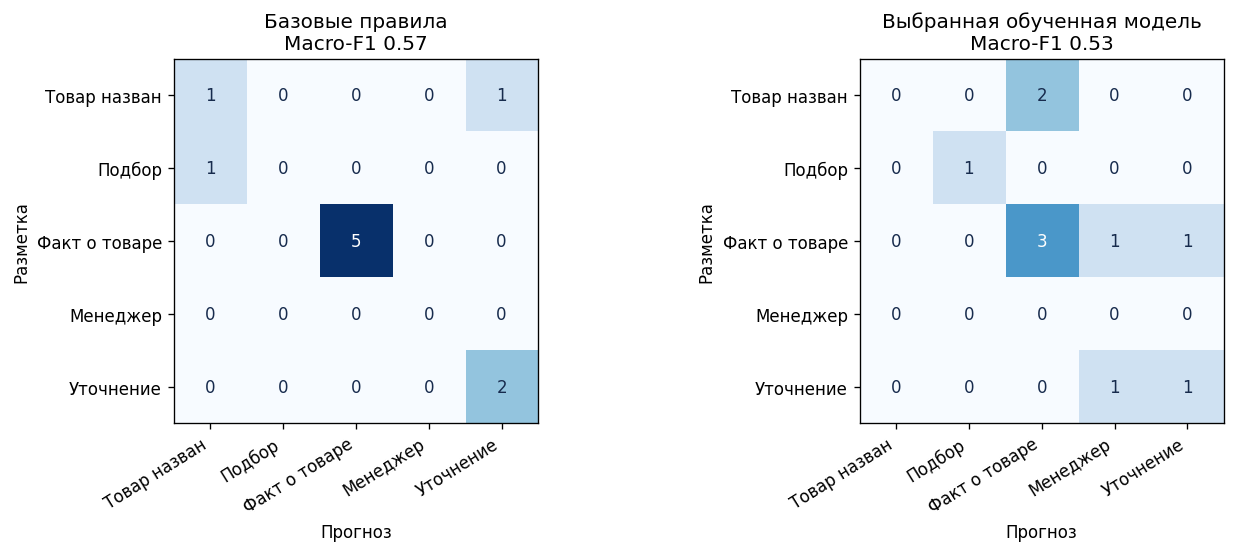 Базовые правила
Macro-F1 0.57
Разметка
Товар назван
1 0 0 0 1
Подбор
1 0 0 0 0
Факт о товаре
0 0 5 0 0
Менеджер
0 0 0 0 0
Уточнение
0 0 0 0 2
Товар назван
Подбор
Факт о товаре
Менеджер
Уточнение
Прогноз
Выбранная обученная модель
Macro-F1 0.53
Разметка
Товар назван
0 0 2 0 0
Подбор
0 1 0 0 0
Факт о товаре
0 0 3 1 1
Менеджер
0 0 0 0 0
Уточнение
0 0 0 1 1
Товар назван
Подбор
Факт о товаре
Менеджер
Уточнение
Прогноз